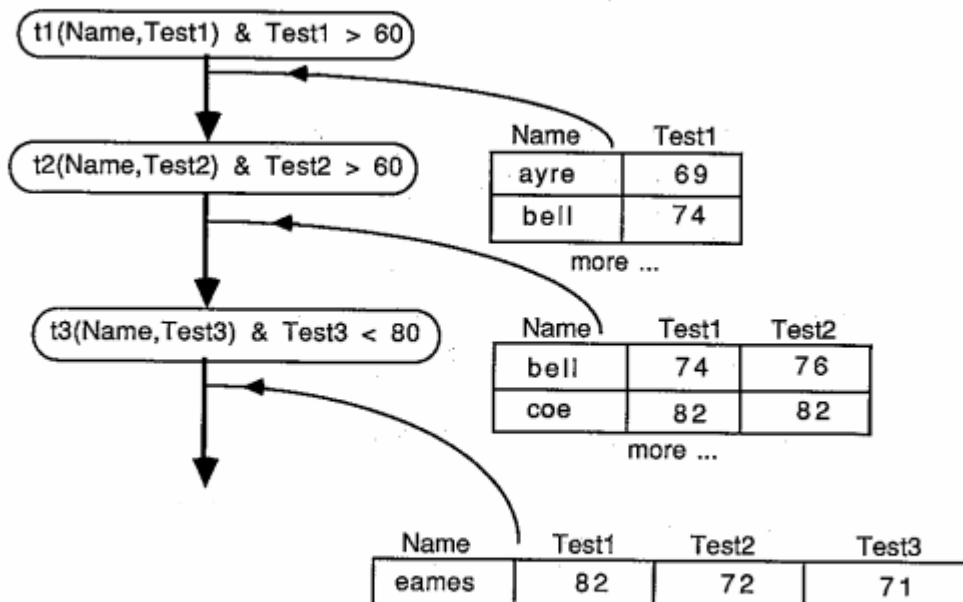 t1(Name,Test1) & Test1 > 60
t2(Name,Test2) & Test2 > 60
Name Test1
ayre 69
bell 74
more ...
t3(Name,Test3) & Test3 < 80
Name Test1 Test2
bell 74 76
coe 82 82
more ...
Name Test1 Test2 Test3
eames 82 72 71